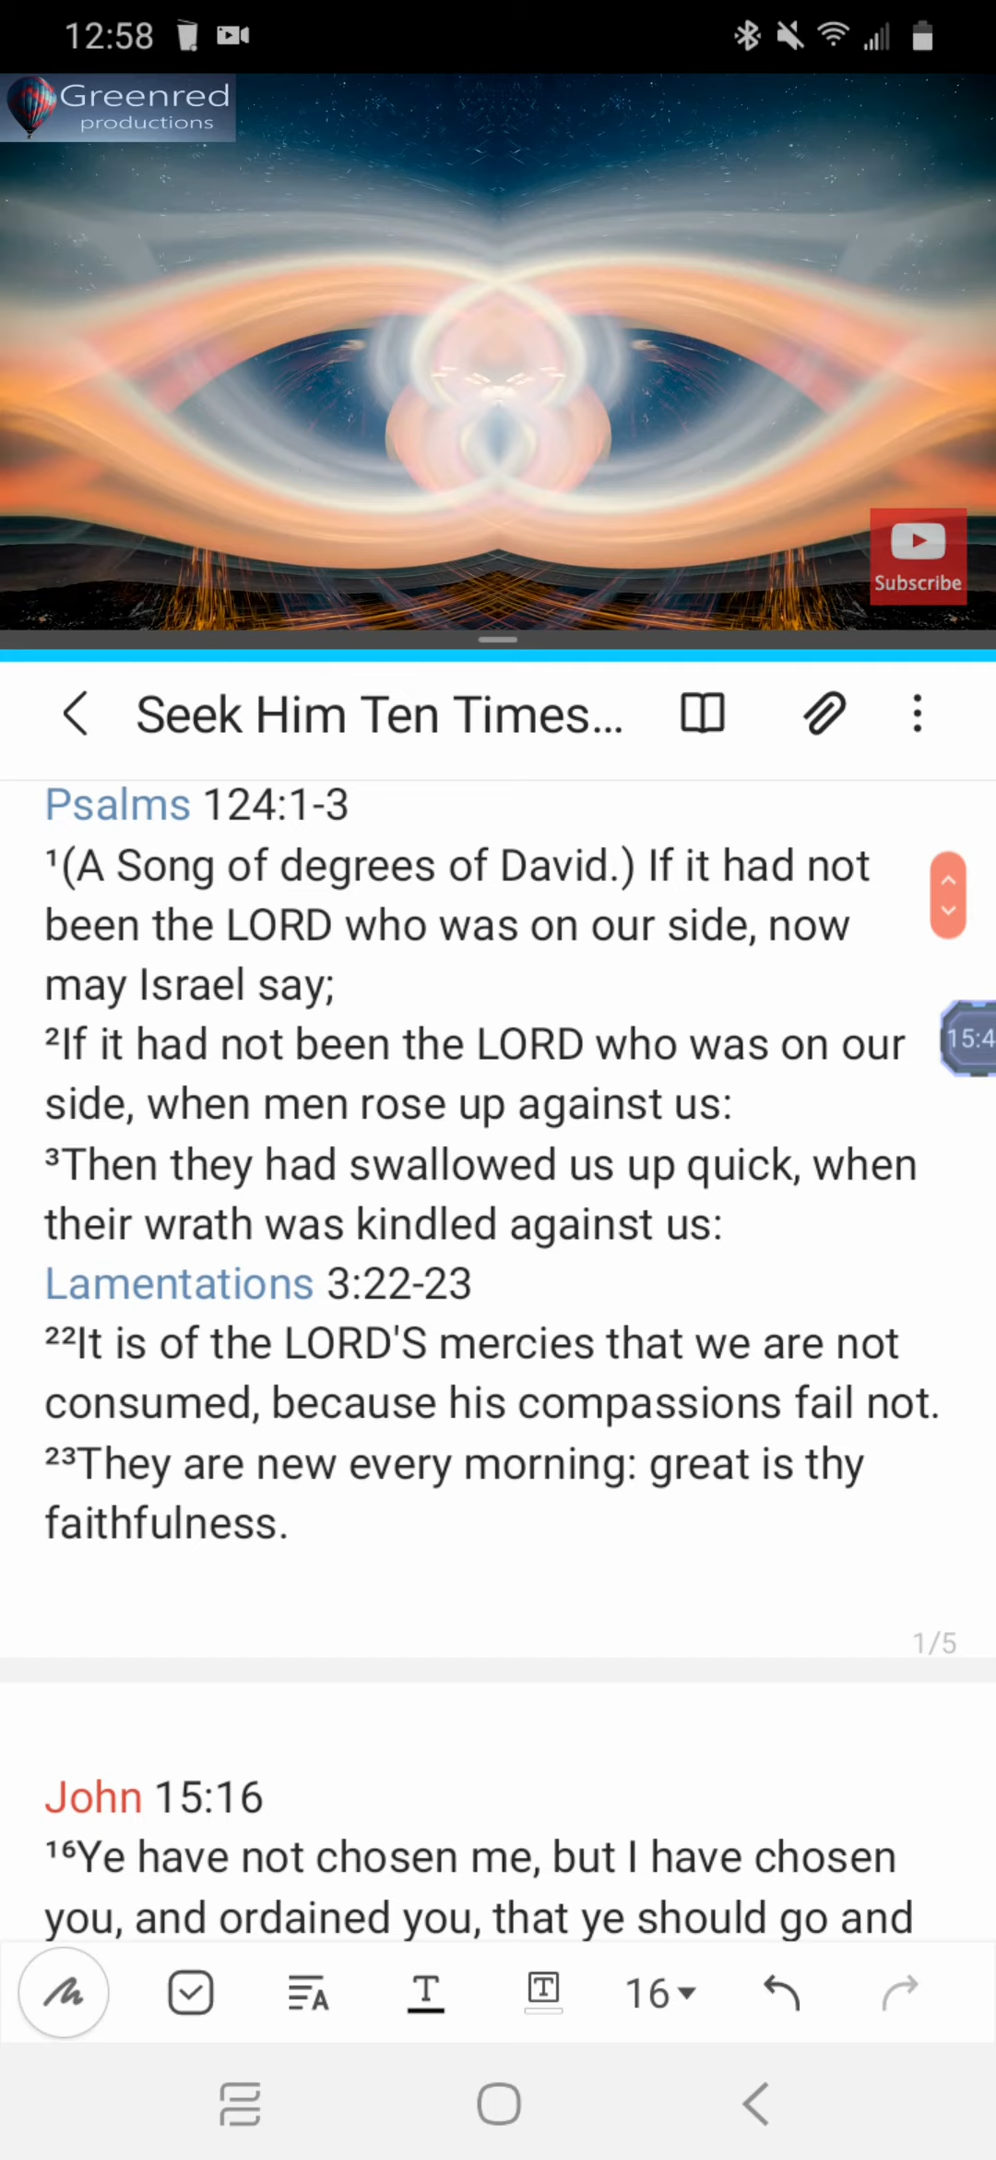 12:58
Greenred
productions
Subscribe
Seek Him Ten Times...
Psalms 124:1-3
¹(A Song of degrees of David.) If it had not
been the LORD who was on our side, now
may Israel say;
²If it had not been the LORD who was on our
side, when men rose up against us:
³Then they had swallowed us up quick, when
their wrath was kindled against us:
Lamentations 3:22-23
²²It is of the LORD'S mercies that we are not
consumed, because his compassions fail not.
²³They are new every morning: great is thy
faithfulness.
15:4
1/5
John 15:16
¹⁶Ye have not chosen me, but I have chosen
you, and ordained you, that ye should go and
16